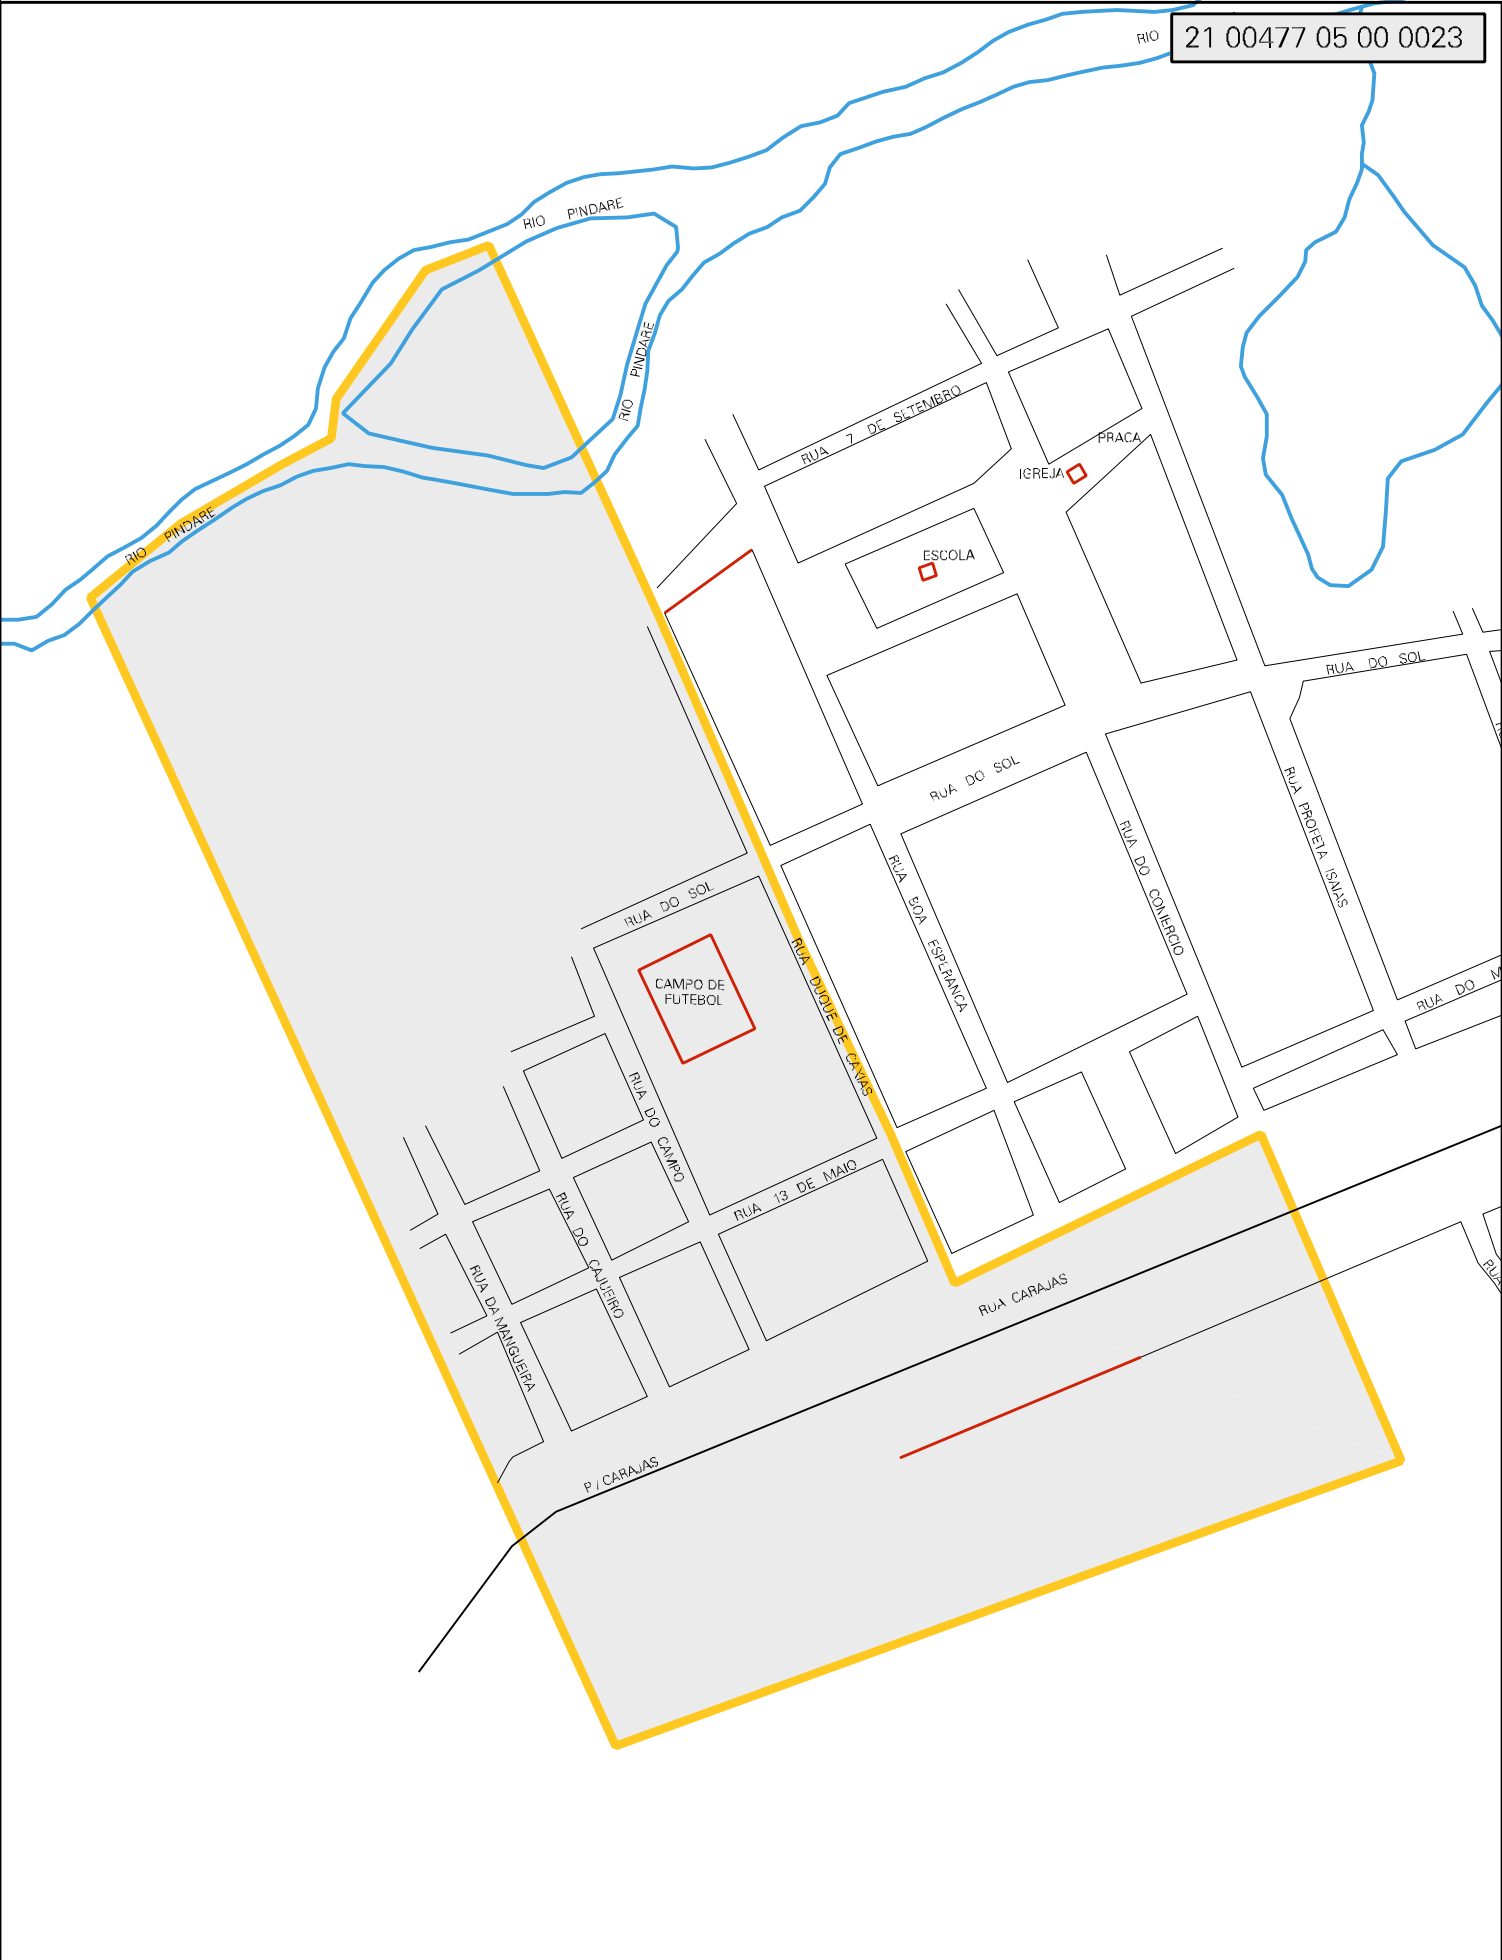 RIO
21 00477 05 00 0023
RIO PINDARE
RIO PINDARE
RUA 7 DE SETEMBRO
PRACA
IGREJA
RIO PINDARE
ESCOLA
RUA DO SOL
RUA DO SOL
RUA PROFETA ISAIAS
RUA DO COMERCIO
RUA BOA ESPERANCA
RUA DO SOL
RUA DUQUE DE CAXIAS
CAMPO DE
FUTEBOL
RUA DO M
RUA DO CAMPO
RUA 13 DE MAIO
RUA DO CAJUEIRO
RUA DA MANGUEIRA
RUA
RUA CARAJAS
P / CARAJAS